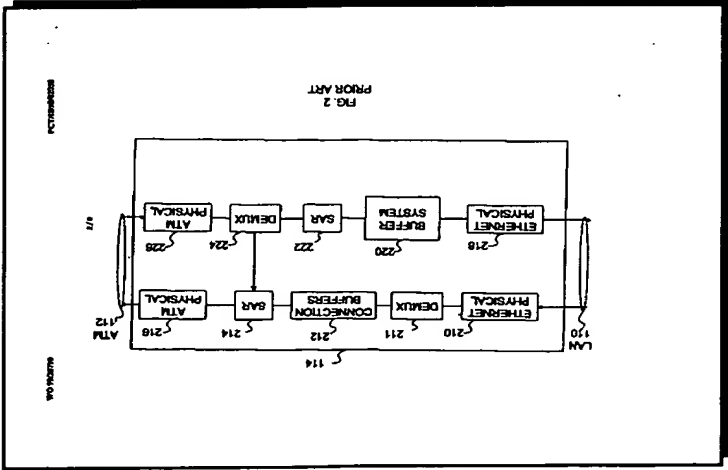 114
LAN
110
210
ETHERNET
PHYSICAL
211
DEMUX
212
CONNECTION
BUFFERS
214
SAR
216
ATM
PHYSICAL
ATM
112
218
ETHERNET
PHYSICAL
220
BUFFER
SYSTEM
222
SAR
224
DEMUX
226
ATM
PHYSICAL
FIG. 2
PRIOR ART